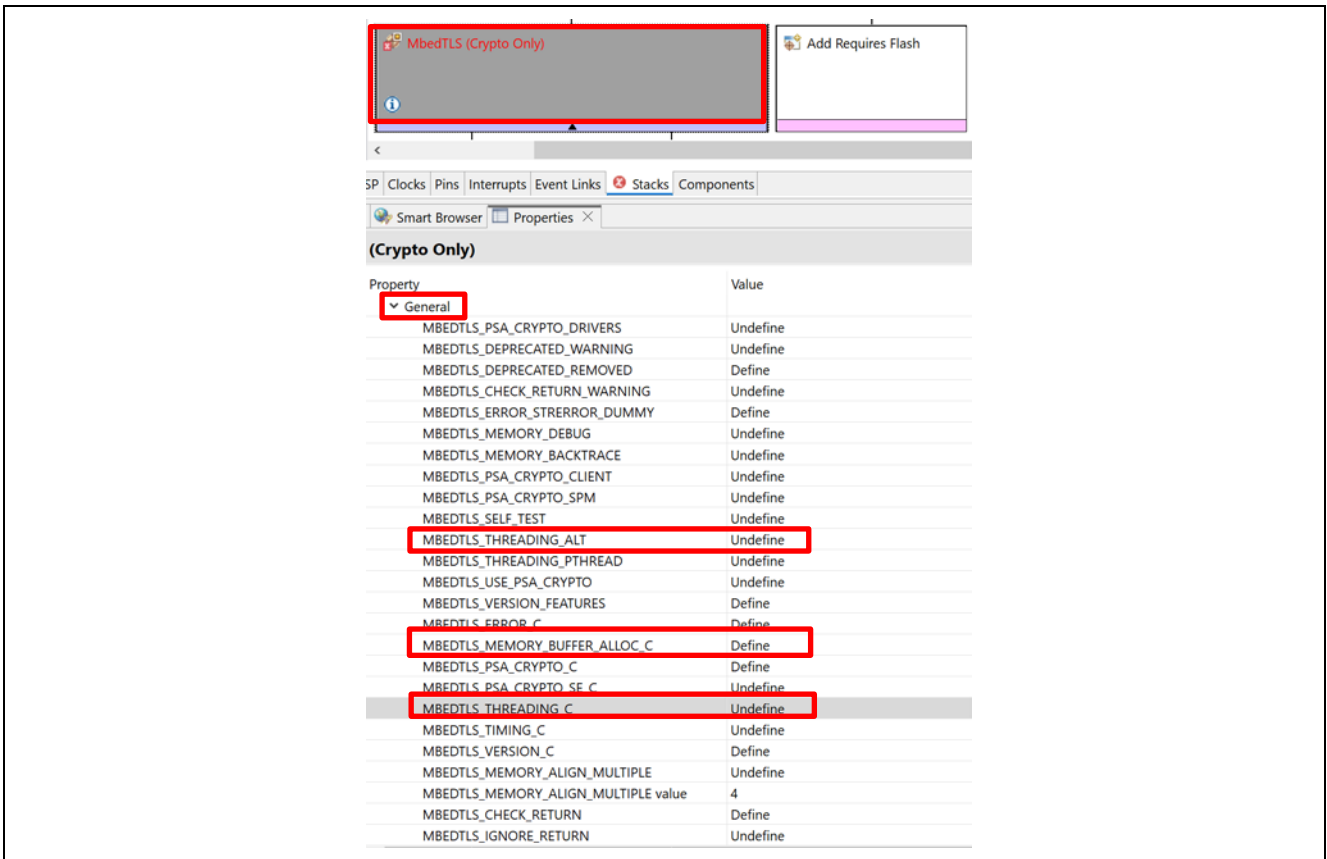 MbedTLS (Crypto Only)
Add Requires Flash
SP Clocks Pins Interrupts Event Links Stacks Components
Smart Browser Properties
(Crypto Only)
Property Value
General
MBEDTLS_PSA_CRYPTO_DRIVERS Undefine
MBEDTLS_DEPRECATED_WARNING Undefine
MBEDTLS_DEPRECATED_REMOVED Define
MBEDTLS_CHECK_RETURN_WARNING Undefine
MBEDTLS_ERROR_STRERROR_DUMMY Define
MBEDTLS_MEMORY_DEBUG Undefine
MBEDTLS_MEMORY_BACKTRACE Undefine
MBEDTLS_PSA_CRYPTO_CLIENT Undefine
MBEDTLS_PSA_CRYPTO_SPM Undefine
MBEDTLS_SELF_TEST Undefine
MBEDTLS_THREADING_ALT Undefine
MBEDTLS_THREADING_PTHREAD Undefine
MBEDTLS_USE_PSA_CRYPTO Undefine
MBEDTLS_VERSION_FEATURES Define
MBEDTLS_ERROR_C Define
MBEDTLS_MEMORY_BUFFER_ALLOC_C Define
MBEDTLS_PSA_CRYPTO_C Define
MBEDTLS_PSA_CRYPTO_SE_C Undefine
MBEDTLS_THREADING_C Undefine
MBEDTLS_TIMING_C Undefine
MBEDTLS_VERSION_C Define
MBEDTLS_MEMORY_ALIGN_MULTIPLE Undefine
MBEDTLS_MEMORY_ALIGN_MULTIPLE value 4
MBEDTLS_CHECK_RETURN Define
MBEDTLS_IGNORE_RETURN Undefine